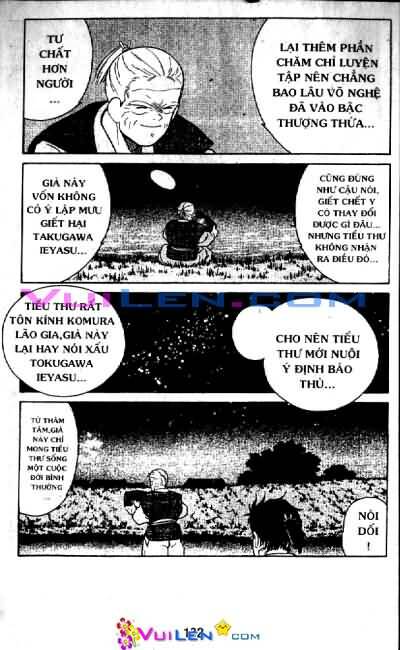 TƯ
CHẤT
HƠN
NGƯỜI
...
LẠI THÊM PHẦN
CHĂM CHỈ LUYỆN
TẬP NÊN CHẲNG
BAO LÂU VÕ NGHỆ
ĐÃ VÀO BẬC
THƯỢNG THỪA...
GIÀ NÀY
VỐN KHÔNG
CÓ Ý LẬP MƯU
GIẾT HẠI
TAKUGAWA
IEYASU...
CŨNG ĐÚNG
NHƯ CẬU NÓI,
GIẾT CHẾT Y
CÓ THAY ĐỔI
ĐƯỢC GÌ ĐÂU...
NHƯNG TIỂU THƯ
KHÔNG NHẬN
RA ĐIỀU ĐÓ...
TIỂU THƯ RẤT
TÔN KÍNH KOMURA
LÃO GIA, GIÀ NÀY
LẠI HAY NÓI XẤU
TOKUGAWA
IEYASU...
CHO NÊN TIỂU
THƯ MỚI NUÔI
Ý ĐỊNH BÁO
THÙ...
VuiLen.com
TỪ THÂM
TÂM, GIÀ
NÀY CHỈ
MONG TIỂU
THƯ SỐNG
MỘT CUỘC
ĐỜI BÌNH
THƯỜNG...
NÓI
DỐI
!
122
VuiLen.com